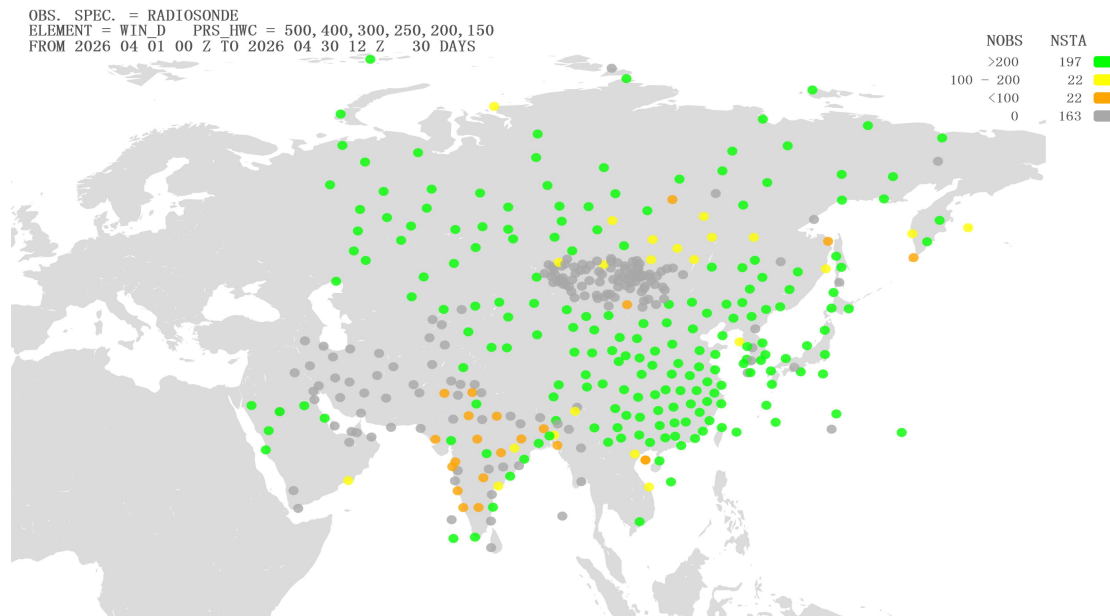 OBS. SPEC. = RADIOSONDE
ELEMENT = WIN_D PRS_HWC = 500,400,300,250,200,150
FROM 2026 04 01 00 Z TO 2026 04 30 12 Z 30 DAYS
NOBS NSTA
>200 197
100 - 200 22
<100 22
0 163